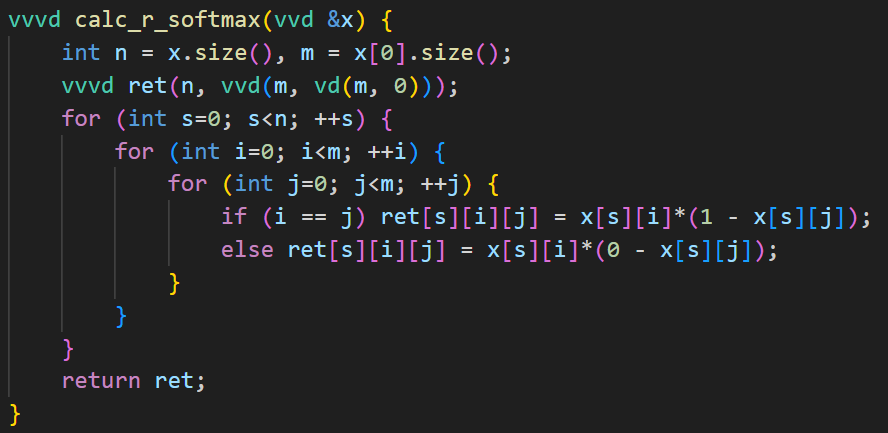 vvvd calc_r_softmax(vvd &x) {
    int n = x.size(), m = x[0].size();
    vvvd ret(n, vvd(m, vd(m, 0)));
    for (int s=0; s<n; ++s) {
        for (int i=0; i<m; ++i) {
            for (int j=0; j<m; ++j) {
                if (i == j) ret[s][i][j] = x[s][i]*(1 - x[s][j]);
                else ret[s][i][j] = x[s][i]*(0 - x[s][j]);
            }
        }
    }
    return ret;
}